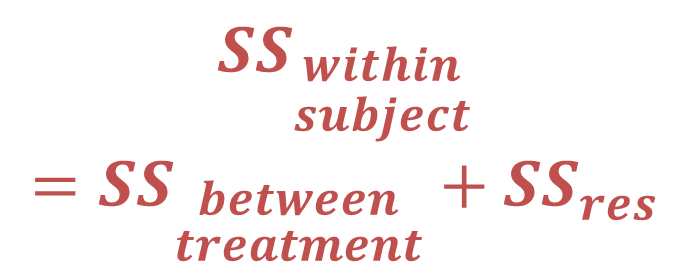 SS within
subject
= SS between + SS res
treatment